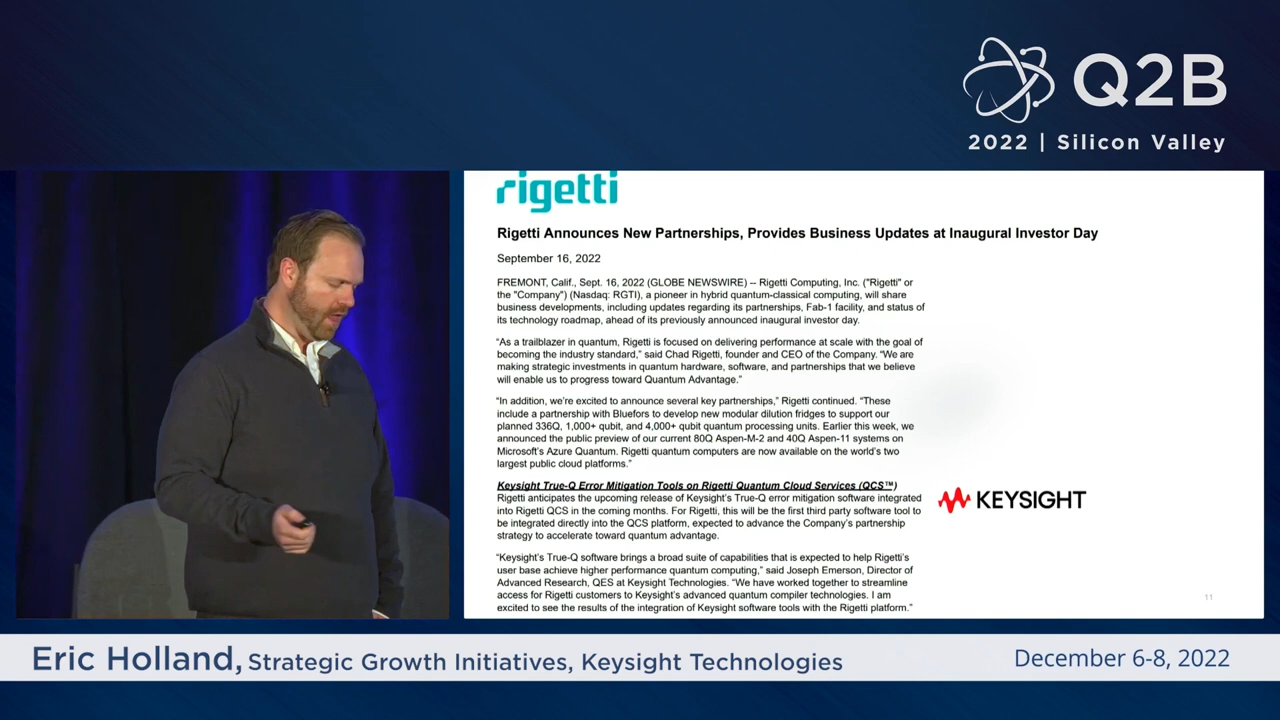 Q2B
2022 | Silicon Valley
rigetti
Rigetti Announces New Partnerships, Provides Business Updates at Inaugural Investor Day
September 16, 2022
FREMONT, Calif., Sept. 16, 2022 (GLOBE NEWSWIRE) -- Rigetti Computing, Inc. ("Rigetti" or
the "Company") (Nasdaq: RGTI), a pioneer in hybrid quantum-classical computing, will share
business developments, including updates regarding its partnerships, Fab-1 facility, and status of
its technology roadmap, ahead of its previously announced inaugural investor day.
“As a trailblazer in quantum, Rigetti is focused on delivering performance at scale with the goal of
becoming the industry standard,” said Chad Rigetti, founder and CEO of the Company. “We are
making strategic investments in quantum hardware, software, and partnerships that we believe
will enable us to progress toward Quantum Advantage.”
“In addition, we’re excited to announce several key partnerships,” Rigetti continued. “These
include a partnership with Bluefors to develop new modular dilution fridges to support our
planned 336Q, 1,000+ qubit, and 4,000+ qubit quantum processing units. Earlier this week, we
announced the public preview of our current 80Q Aspen-M-2 and 40Q Aspen-11 systems on
Microsoft’s Azure Quantum. Rigetti quantum computers are now available on the world’s two
largest public cloud platforms.”
Keysight True-Q Error Mitigation Tools on Rigetti Quantum Cloud Services (QCS™)
Rigetti anticipates the upcoming release of Keysight’s True-Q error mitigation software integrated
into Rigetti QCS in the coming months. For Rigetti, this will be the first third party software tool to
be integrated directly into the QCS platform, expected to advance the Company’s partnership
strategy to accelerate toward quantum advantage.
KEYSIGHT
“Keysight’s True-Q software brings a broad suite of capabilities that is expected to help Rigetti’s
user base achieve higher performance quantum computing,” said Joseph Emerson, Director of
Advanced Research, QES at Keysight Technologies. “We have worked together to streamline
access for Rigetti customers to Keysight’s advanced quantum compiler technologies. I am
excited to see the results of the integration of Keysight software tools with the Rigetti platform.”
11
Eric Holland, Strategic Growth Initiatives, Keysight Technologies
December 6-8, 2022